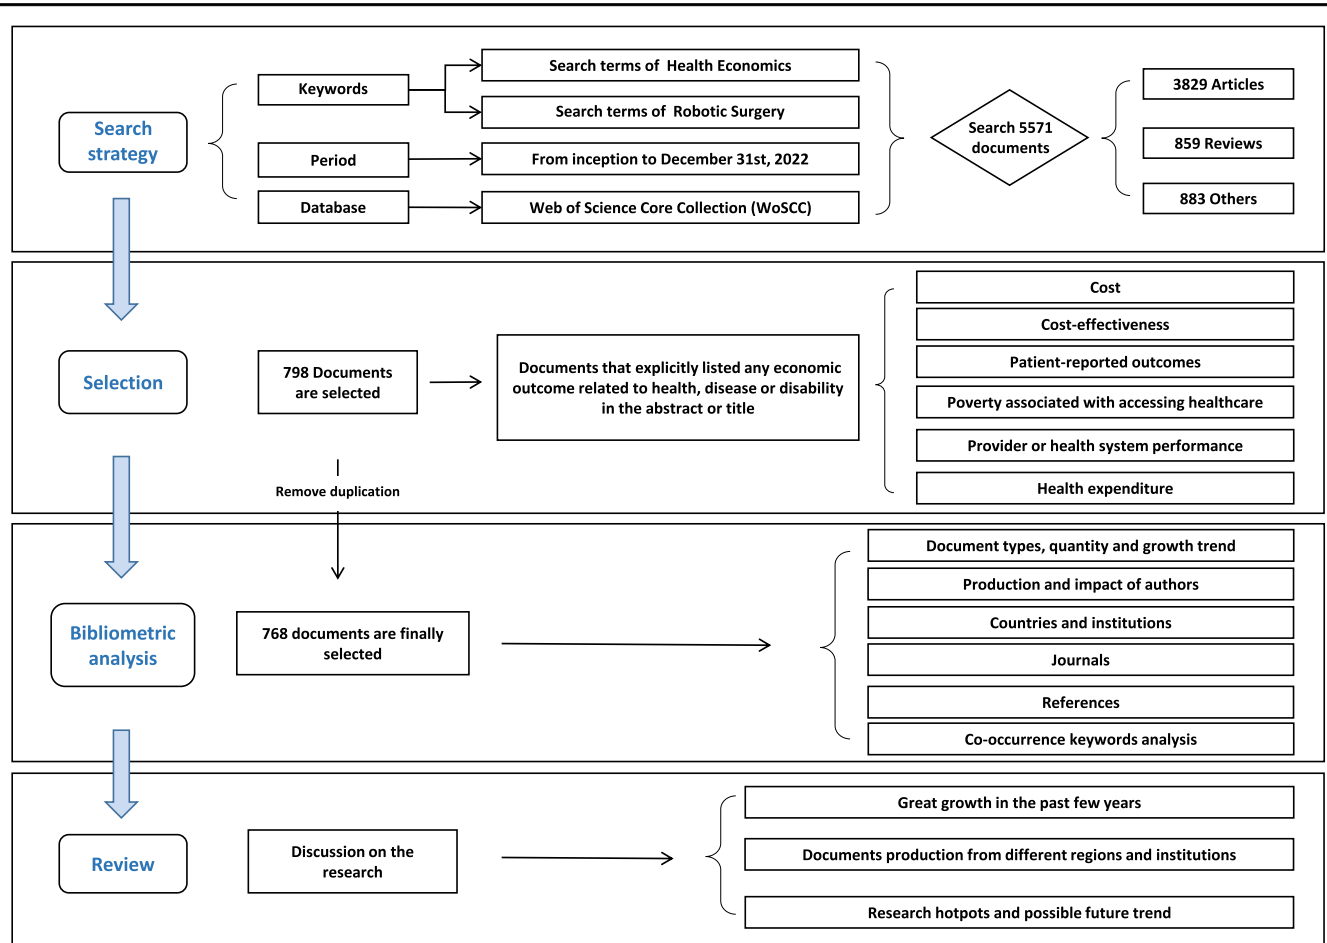 Search
strategy
Keywords
Search terms of Health Economics
Search terms of Robotic Surgery
Period
From inception to December 31st, 2022
Database
Web of Science Core Collection (WoSCC)
Search 5571
documents
3829 Articles
859 Reviews
883 Others
Selection
798 Documents
are selected
Documents that explicitly listed any economic
outcome related to health, disease or disability
in the abstract or title
Cost
Cost-effectiveness
Patient-reported outcomes
Poverty associated with accessing healthcare
Provider or health system performance
Health expenditure
Remove duplication
Bibliometric
analysis
768 documents are finally
selected
Document types, quantity and growth trend
Production and impact of authors
Countries and institutions
Journals
References
Co-occurrence keywords analysis
Review
Discussion on the
research
Great growth in the past few years
Documents production from different regions and institutions
Research hotpots and possible future trend